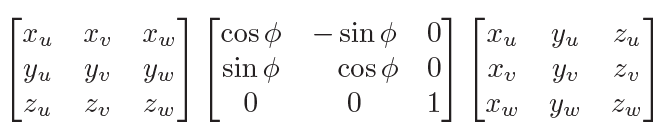 [x_u x_v x_w] [cos ϕ − sin ϕ 0] [x_u y_u z_u]
[y_u y_v y_w] [sin ϕ cos ϕ 0] [x_v y_v z_v]
[z_u z_v z_w] [0 0 1] [x_w y_w z_w]